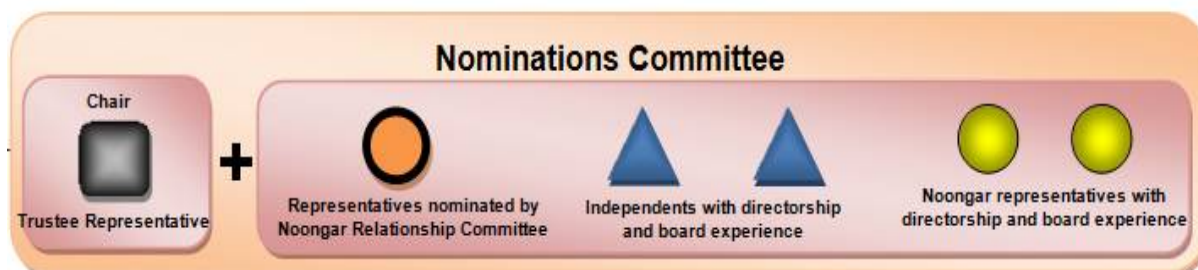 Nominations Committee
Chair
Trustee Representative
+
Representatives nominated by
Noongar Relationship Committee
Independents with directorship
and board experience
Noongar representatives with
directorship and board experience